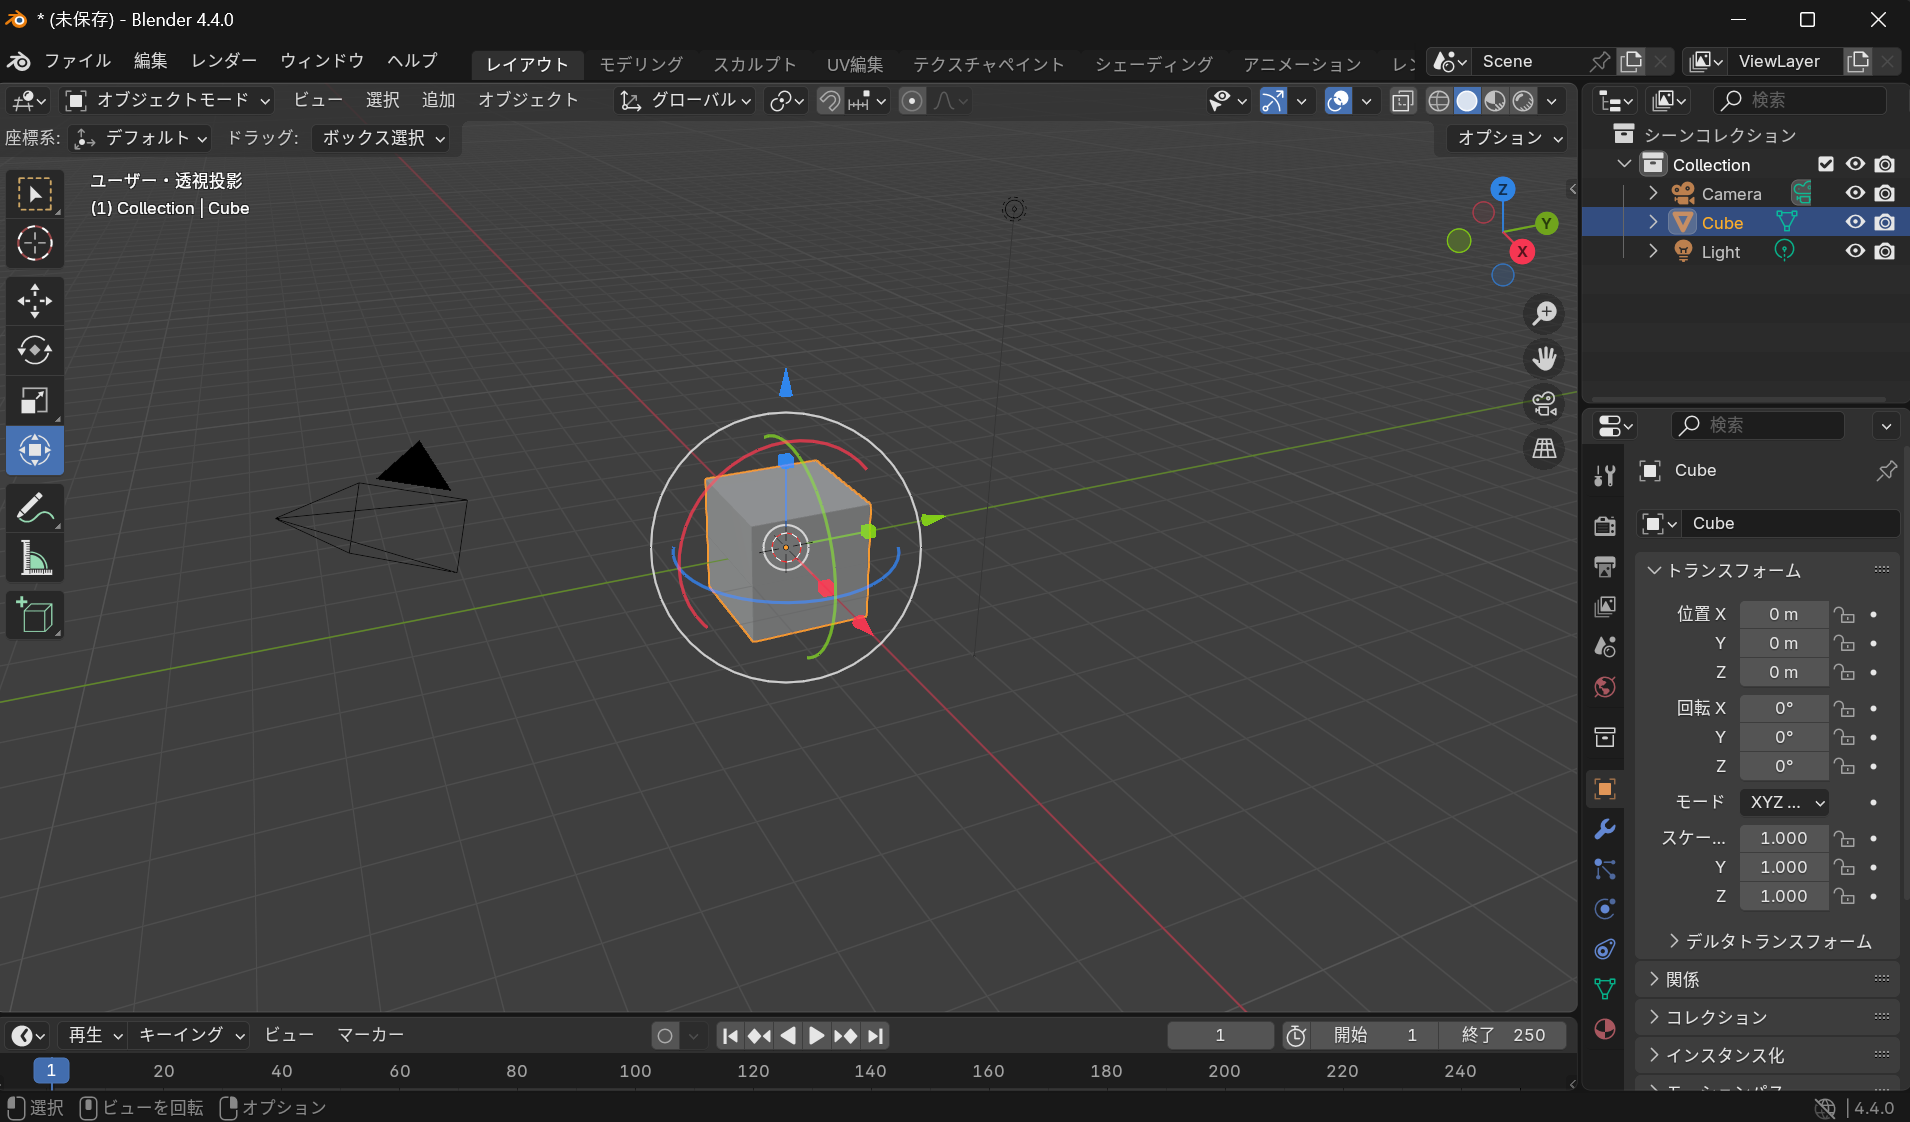 * (未保存) - Blender 4.4.0
ファイル 編集 レンダー ウィンドウ ヘルプ レイアウト モデリング スカルプト UV編集 テクスチャペイント シェーディング アニメーション Scene ViewLayer
オブジェクトモード ビュー 選択 追加 オブジェクト グローバル 検索
座標系: デフォルト ドラッグ: ボックス選択 オプション
ユーザー・透視投影
(1) Collection | Cube
Z
Y
X
シーンコレクション
Collection
Camera
Cube
Light
検索
Cube
Cube
トランスフォーム
位置 X 0 m
Y 0 m
Z 0 m
回転 X 0°
Y 0°
Z 0°
モード XYZ ...
スケー... 1.000
Y 1.000
Z 1.000
デルタトランスフォーム
関係
コレクション
インスタンス化
モーションパス
再生 キーイング ビュー マーカー 1 開始 1 終了 250
1 20 40 60 80 100 120 140 160 180 200 220 240
選択 ビューを回転 オプション 4.4.0